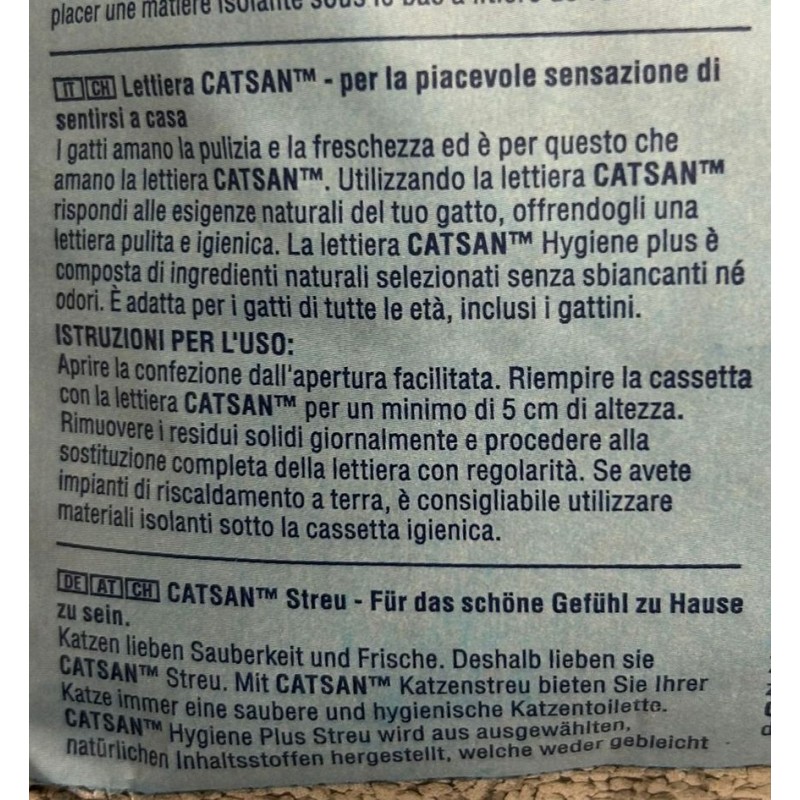 placer une matière isolante sous le bac à litière
IT CH Lettiera CATSAN™ - per la piacevole sensazione di
sentirsi a casa
I gatti amano la pulizia e la freschezza ed è per questo che
amano la lettiera CATSAN™. Utilizzando la lettiera CATSAN™
rispondi alle esigenze naturali del tuo gatto, offrendogli una
lettiera pulita e igienica. La lettiera CATSAN™ Hygiene plus è
composta di ingredienti naturali selezionati senza sbiancanti né
odori. È adatta per i gatti di tutte le età, inclusi i gattini.
ISTRUZIONI PER L'USO:
Aprire la confezione dall'apertura facilitata. Riempire la cassetta
con la lettiera CATSAN™ per un minimo di 5 cm di altezza.
Rimuovere i residui solidi giornalmente e procedere alla
sostituzione completa della lettiera con regolarità. Se avete
impianti di riscaldamento a terra, è consigliabile utilizzare
materiali isolanti sotto la cassetta igienica.
DE AT CH CATSAN™ Streu - Für das schöne Gefühl zu Hause
zu sein.
Katzen lieben Sauberkeit und Frische. Deshalb lieben sie
CATSAN™ Streu. Mit CATSAN™ Katzenstreu bieten Sie Ihrer
Katze immer eine saubere und hygienische Katzentoilette.
CATSAN™ Hygiene Plus Streu wird aus ausgewählten,
natürlichen Inhaltsstoffen hergestellt, welche weder gebleicht